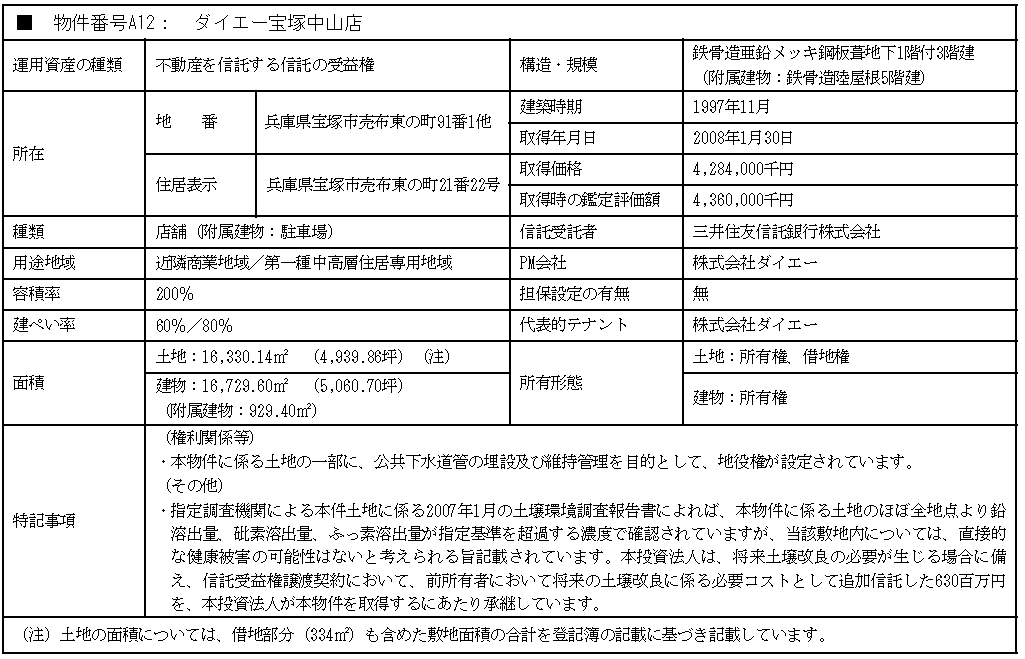 ■ 物件番号A12： ダイエー宝塚中山店
運用資産の種類 不動産を信託する信託の受益権 構造・規模 鉄骨造亜鉛メッキ鋼板葺地下1階付3階建
（附属建物：鉄骨造陸屋根5階建）
所在 地 番 兵庫県宝塚市売布東の町91番1他 建築時期 1997年11月
取得年月日 2008年1月30日
住居表示 兵庫県宝塚市売布東の町21番22号 取得価格 4,284,000千円
取得時の鑑定評価額 4,360,000千円
種類 店舗（附属建物：駐車場） 信託受託者 三井住友信託銀行株式会社
用途地域 近隣商業地域／第一種中高層住居専用地域 PM会社 株式会社ダイエー
容積率 200％ 担保設定の有無 無
建ぺい率 60％／80％ 代表的テナント 株式会社ダイエー
面積 土地：16,330.14㎡ （4,939.86坪）（注） 所有形態 土地：所有権、借地権
建物：16,729.60㎡ （5,060.70坪） 建物：所有権
（附属建物：929.40㎡）
特記事項 （権利関係等）
・本物件に係る土地の一部に、公共下水道管の埋設及び維持管理を目的として、地役権が設定されています。
（その他）
・指定調査機関による本件土地に係る2007年1月の土壌環境調査報告書によれば、本物件に係る土地のほぼ全地点より鉛
溶出量、砒素溶出量、ふっ素溶出量が指定基準を超過する濃度で確認されていますが、当該敷地内については、直接的
な健康被害の可能性はないと考えられる旨記載されています。本投資法人は、将来土壌改良の必要が生じる場合に備
え、信託受益権譲渡契約において、前所有者において将来の土壌改良に係る必要コストとして追加信託した630百万円
を、本投資法人が本物件を取得するにあたり承継しています。
（注）土地の面積については、借地部分（334㎡）も含めた敷地面積の合計を登記簿の記載に基づき記載しています。